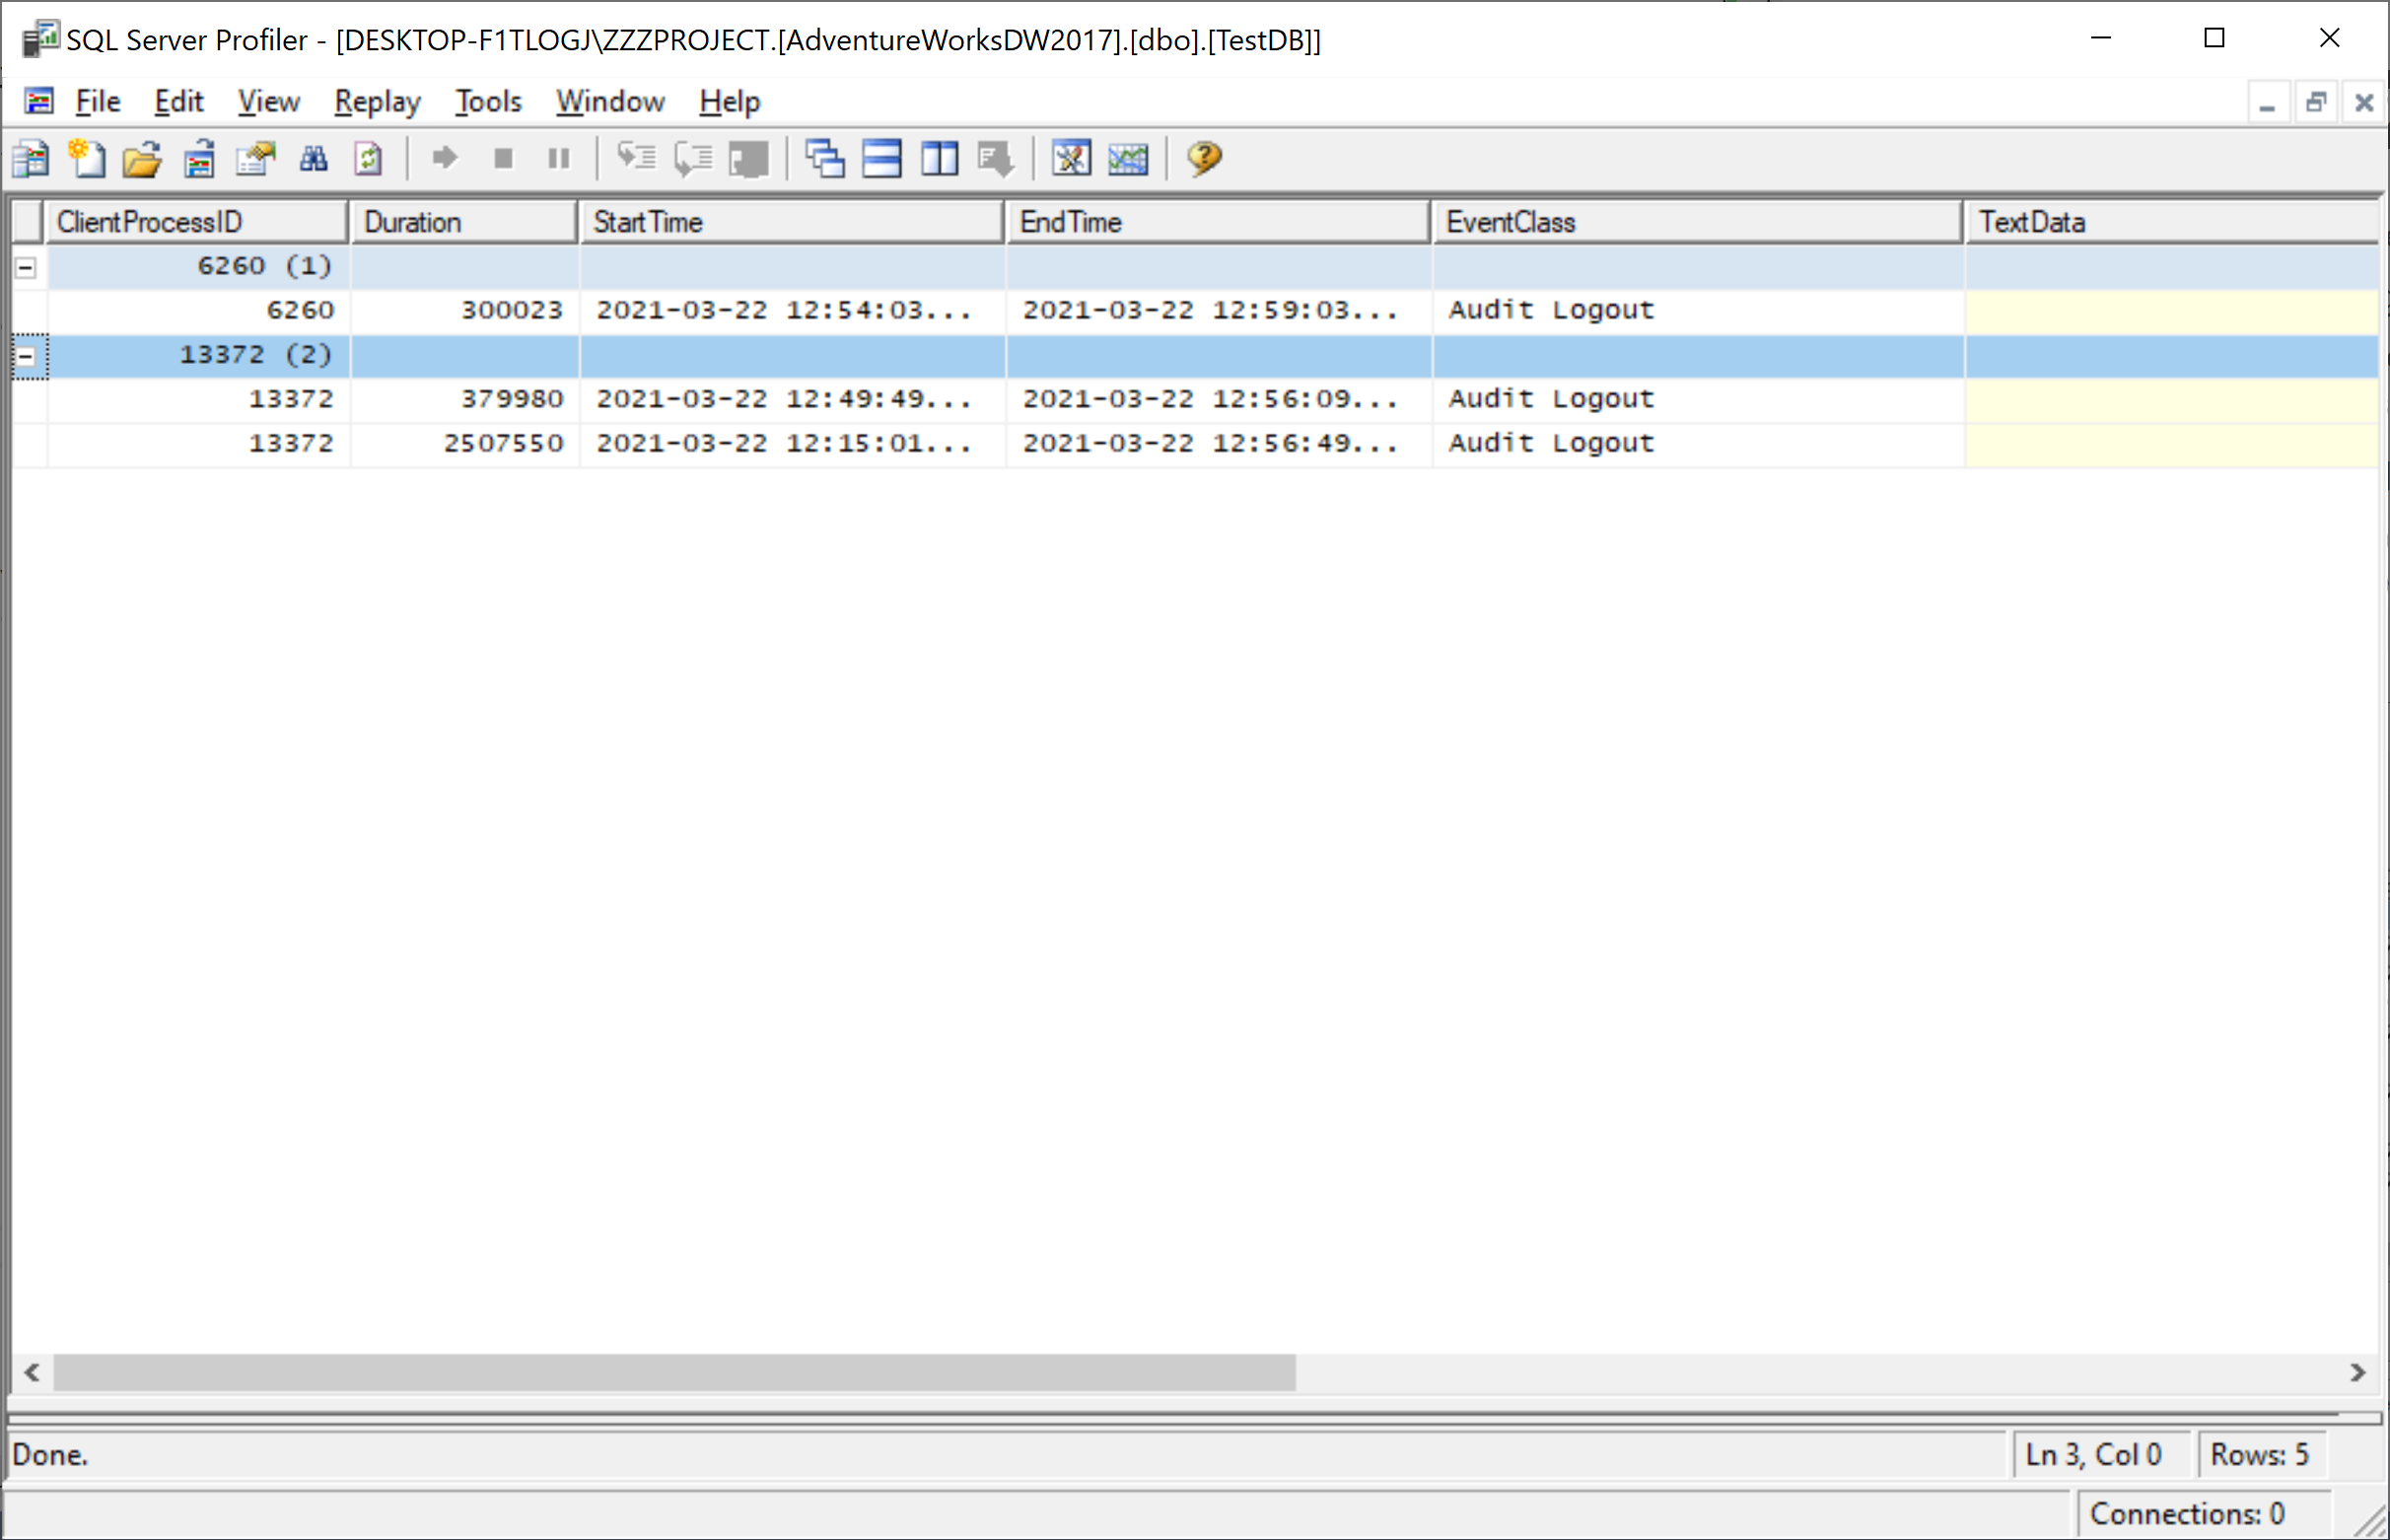 SQL Server Profiler - [DESKTOP-F1TLOGJ\ZZZPROJECT.[AdventureWorksDW2017].[dbo].[TestDB]]
File Edit View Replay Tools Window Help
ClientProcessID Duration StartTime EndTime EventClass TextData
6260 (1)
6260 300023 2021-03-22 12:54:03... 2021-03-22 12:59:03... Audit Logout
13372 (2)
13372 379980 2021-03-22 12:49:49... 2021-03-22 12:56:09... Audit Logout
13372 2507550 2021-03-22 12:15:01... 2021-03-22 12:56:49... Audit Logout
Done. Ln 3, Col 0 Rows: 5
Connections: 0